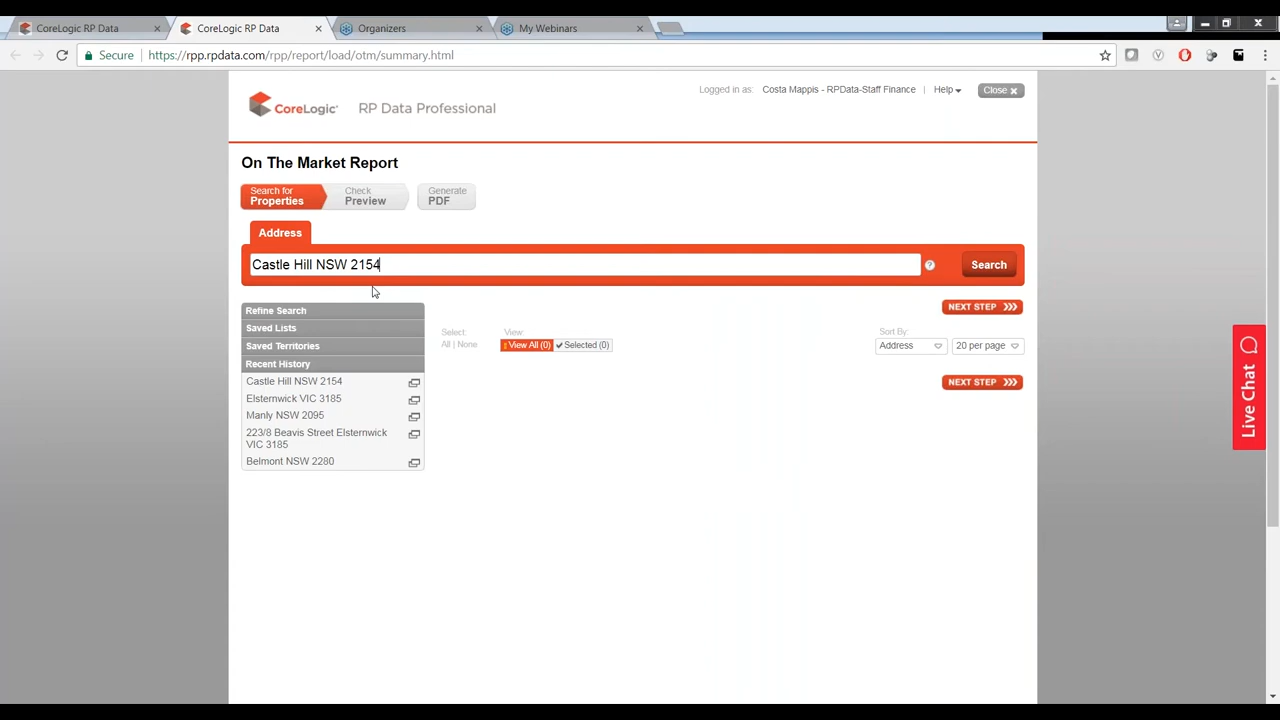 CoreLogic RP Data
CoreLogic RP Data
Organizers
My Webinars
Secure
https://rpp.rpdata.com/rpp/report/load/otm/summary.html
CoreLogic
RP Data Professional
Logged in as: Costa Mappis - RPData-Staff Finance | Help
Close
On The Market Report
Search for
Properties
Check
Preview
Generate
PDF
Address
Castle Hill NSW 2154
?
Search
Refine Search
Saved Lists
Saved Territories
Recent History
Castle Hill NSW 2154
Elsternwick VIC 3185
Manly NSW 2095
223/8 Beavis Street Elsternwick
VIC 3185
Belmont NSW 2280
Select:
All | None
View:
View All (0)
Selected (0)
NEXT STEP
Sort By:
Address
20 per page
NEXT STEP
Live Chat